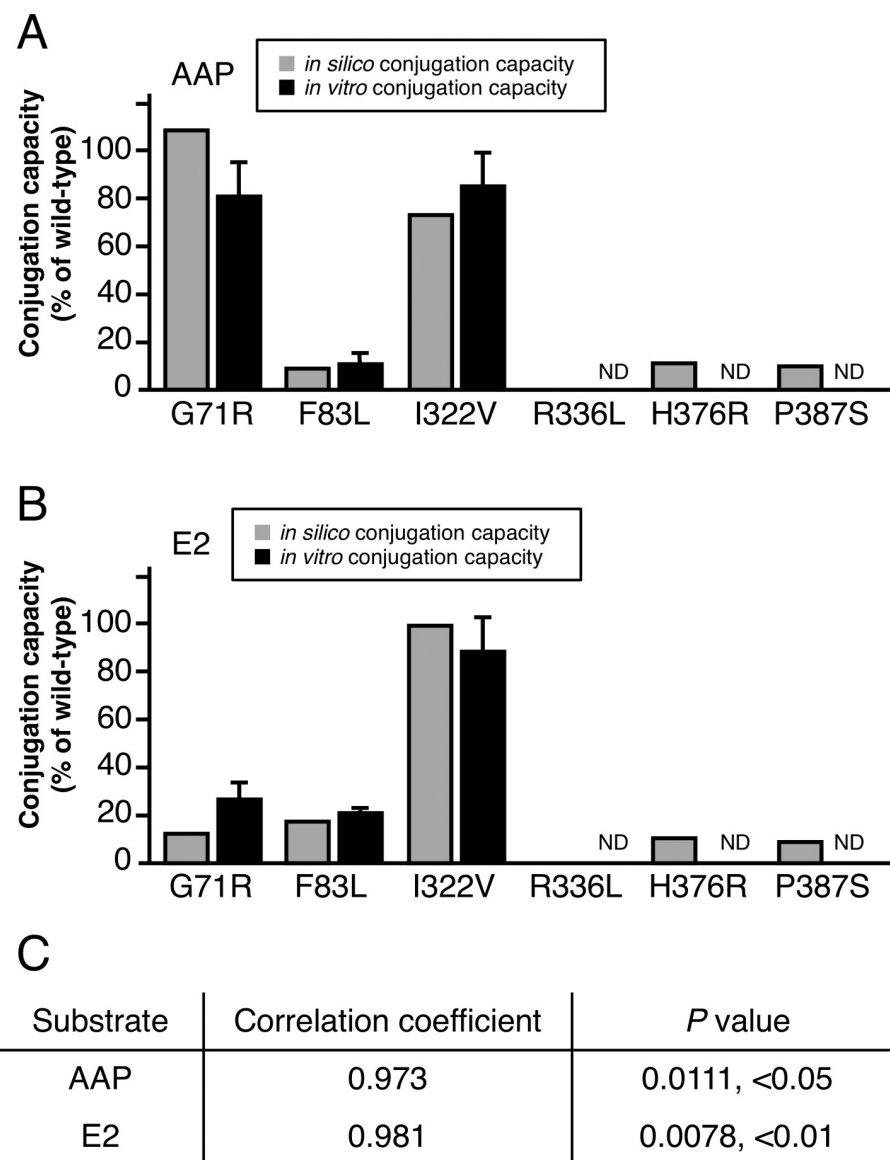 A
AAP
in silico conjugation capacity
in vitro conjugation capacity
Conjugation capacity
(% of wild-type)
100
80
60
40
20
0
ND ND ND
G71R F83L I322V R336L H376R P387S
B
E2
in silico conjugation capacity
in vitro conjugation capacity
Conjugation capacity
(% of wild-type)
100
80
60
40
20
0
ND ND ND
G71R F83L I322V R336L H376R P387S
C
Substrate Correlation coefficient P value
AAP 0.973 0.0111, <0.05
E2 0.981 0.0078, <0.01